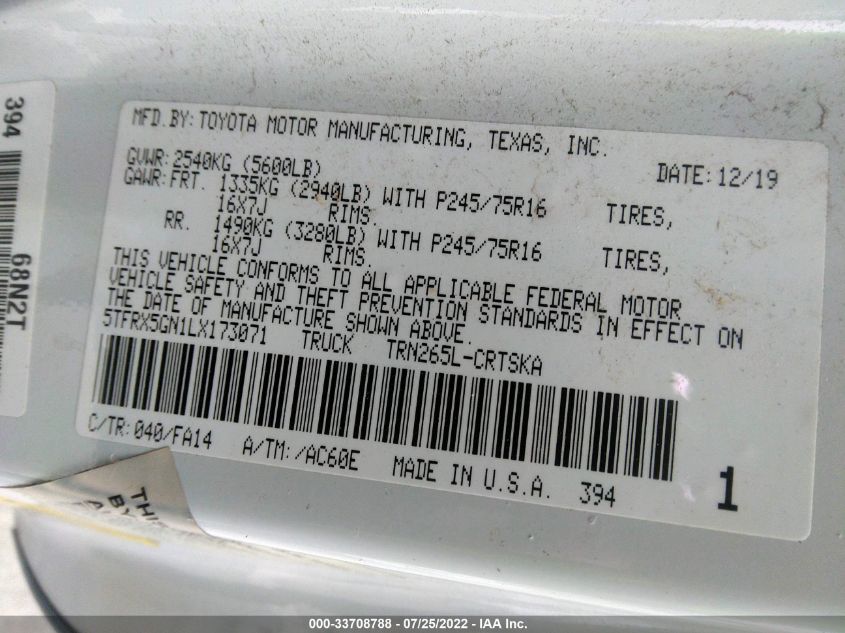 MFD.BY:TOYOTA MOTOR MANUFACTURING, TEXAS, INC.
GVWR:2540KG (5600LB) DATE:12/19
GAWR:FRT. 1335KG (2940LB) WITH P245/75R16 TIRES,
16X7J RIMS.
RR. 1490KG (3280LB) WITH P245/75R16 TIRES,
16X7J RIMS.
THIS VEHICLE CONFORMS TO ALL APPLICABLE FEDERAL MOTOR
VEHICLE SAFETY AND THEFT PREVENTION STANDARDS IN EFFECT ON
THE DATE OF MANUFACTURE SHOWN ABOVE.
5TFRX5GN1LX173071 TRUCK TRN265L-CRTSKA
C/TR:040/FA14 A/TM:/AC60E MADE IN U.S.A. 394 1
394
68N2T
000-33708788 - 07/25/2022 - IAA Inc.